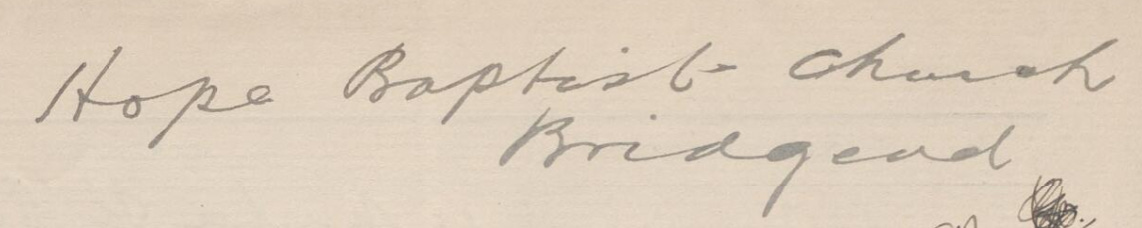 Hope Baptist Church
Bridgend